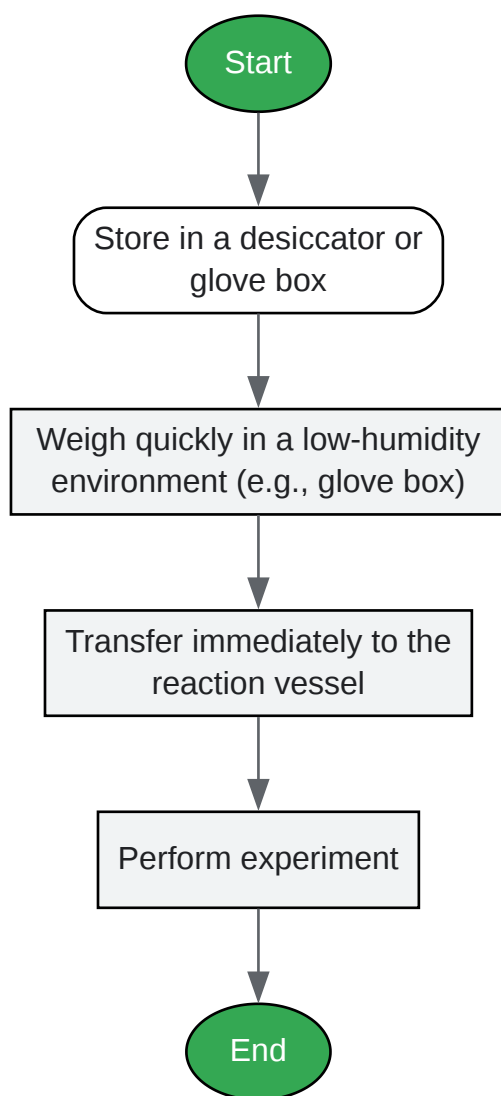 Start
Store in a desiccator or
glove box
Weigh quickly in a low-humidity
environment (e.g., glove box)
Transfer immediately to the
reaction vessel
Perform experiment
End